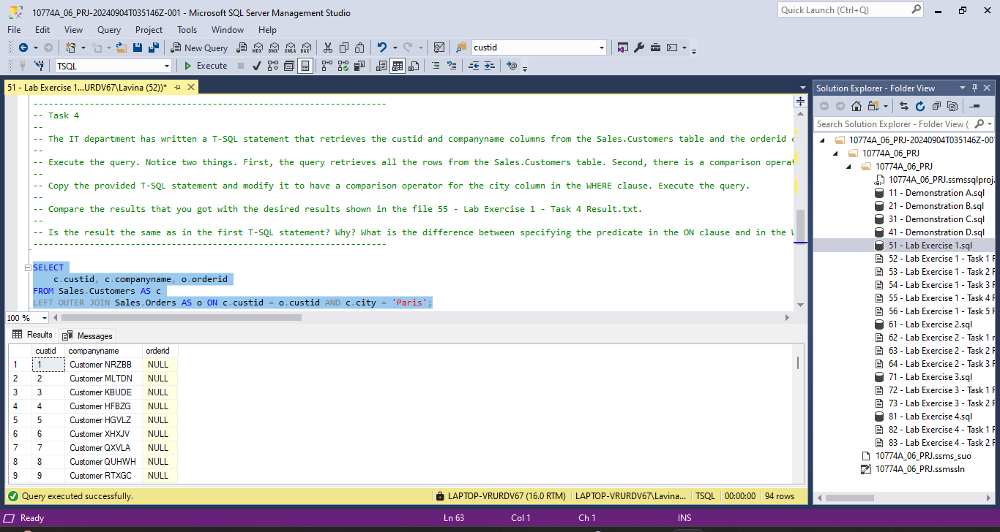 10774A_06_PRJ-20240904T035146Z-001 - Microsoft SQL Server Management Studio
Quick Launch (Ctrl+Q)
File Edit View Query Project Tools Window Help
New Query MDX DMX XMLA DAX custid
TSQL Execute
51 - Lab Exercise 1...URDV67\Lavina (52))*
---------------------------------------------------------------------
-- Task 4
--
-- The IT department has written a T-SQL statement that retrieves the custid and companyname columns from the Sales.Customers table and the orderid
--
-- Execute the query. Notice two things. First, the query retrieves all the rows from the Sales.Customers table. Second, there is a comparison operat
--
-- Copy the provided T-SQL statement and modify it to have a comparison operator for the city column in the WHERE clause. Execute the query.
--
-- Compare the results that you got with the desired results shown in the file 55 - Lab Exercise 1 - Task 4 Result.txt.
--
-- Is the result the same as in the first T-SQL statement? Why? What is the difference between specifying the predicate in the ON clause and in the
---------------------------------------------------------------------
SELECT
c.custid, c.companyname, o.orderid
FROM Sales.Customers AS c
LEFT OUTER JOIN Sales.Orders AS o ON c.custid = o.custid AND c.city = 'Paris';
100 %
Results Messages
custid companyname orderid
1 1 Customer NRZBB NULL
2 2 Customer MLTDN NULL
3 3 Customer KBUDE NULL
4 4 Customer HFBZG NULL
5 5 Customer HGVLZ NULL
6 6 Customer XHXJV NULL
7 7 Customer QXVLA NULL
8 8 Customer QUHWH NULL
9 9 Customer RTXGC NULL
Query executed successfully. LAPTOP-VRURDV67 (16.0 RTM) LAPTOP-VRURDV67\Lavina... TSQL 00:00:00 94 rows
Solution Explorer - Folder View
Search Solution Explorer - Folder View (
10774A_06_PRJ-20240904T035146Z-00
10774A_06_PRJ
10774A_06_PRJ
10774A_06_PRJ.ssmssqlproj.
11 - Demonstration A.sql
21 - Demonstration B.sql
31 - Demonstration C.sql
41 - Demonstration D.sql
51 - Lab Exercise 1.sql
52 - Lab Exercise 1 - Task 1
53 - Lab Exercise 1 - Task 2
54 - Lab Exercise 1 - Task 3
55 - Lab Exercise 1 - Task 4
56 - Lab Exercise 1 - Task 5
61 - Lab Exercise 2.sql
62 - Lab Exercise 2 - Task 1
63 - Lab Exercise 2 - Task 2
64 - Lab Exercise 2 - Task 3
71 - Lab Exercise 3.sql
72 - Lab Exercise 3 - Task 1
73 - Lab Exercise 3 - Task 2
81 - Lab Exercise 4.sql
82 - Lab Exercise 4 - Task 1
83 - Lab Exercise 4 - Task 2
10774A_06_PRJ.ssms_suo
10774A_06_PRJ.ssmssln
Ready Ln 63 Col 1 Ch 1 INS